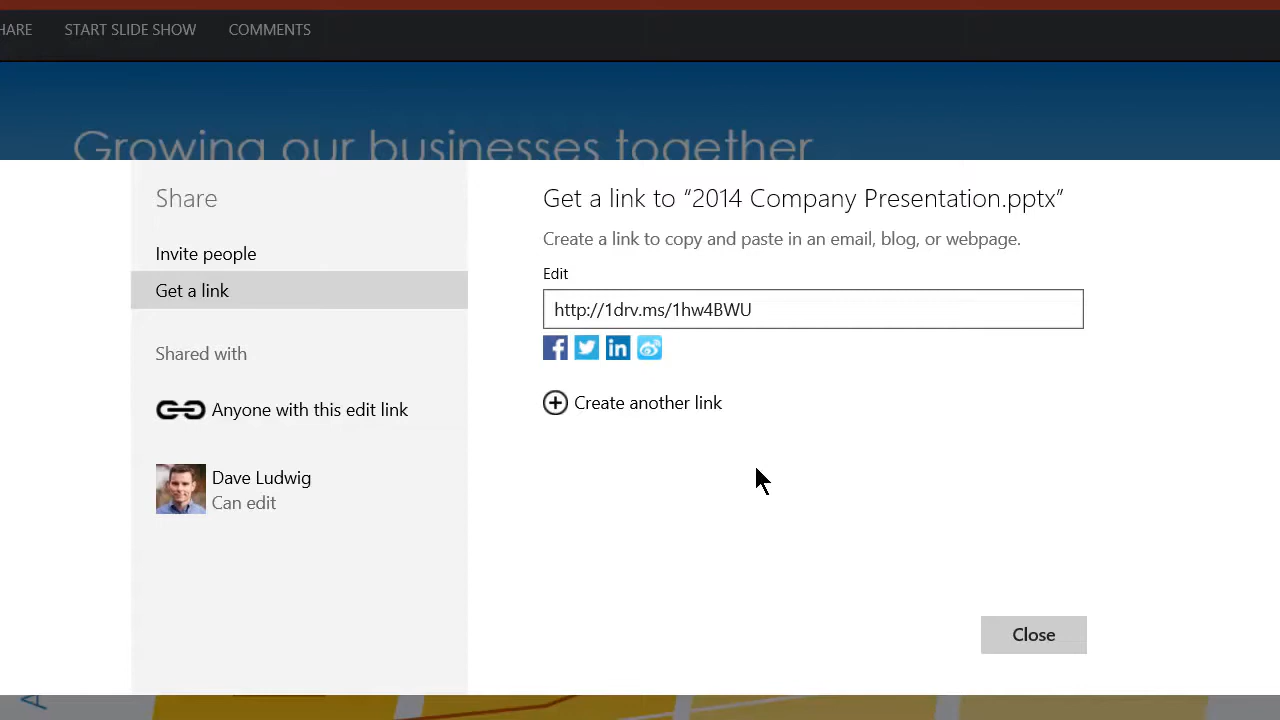 HARE START SLIDE SHOW COMMENTS
Growing our businesses together
Share
Invite people
Get a link
Shared with
Anyone with this edit link
Dave Ludwig
Can edit
Get a link to “2014 Company Presentation.pptx”
Create a link to copy and paste in an email, blog, or webpage.
Edit
http://1drv.ms/1hw4BWU
Create another link
Close
A